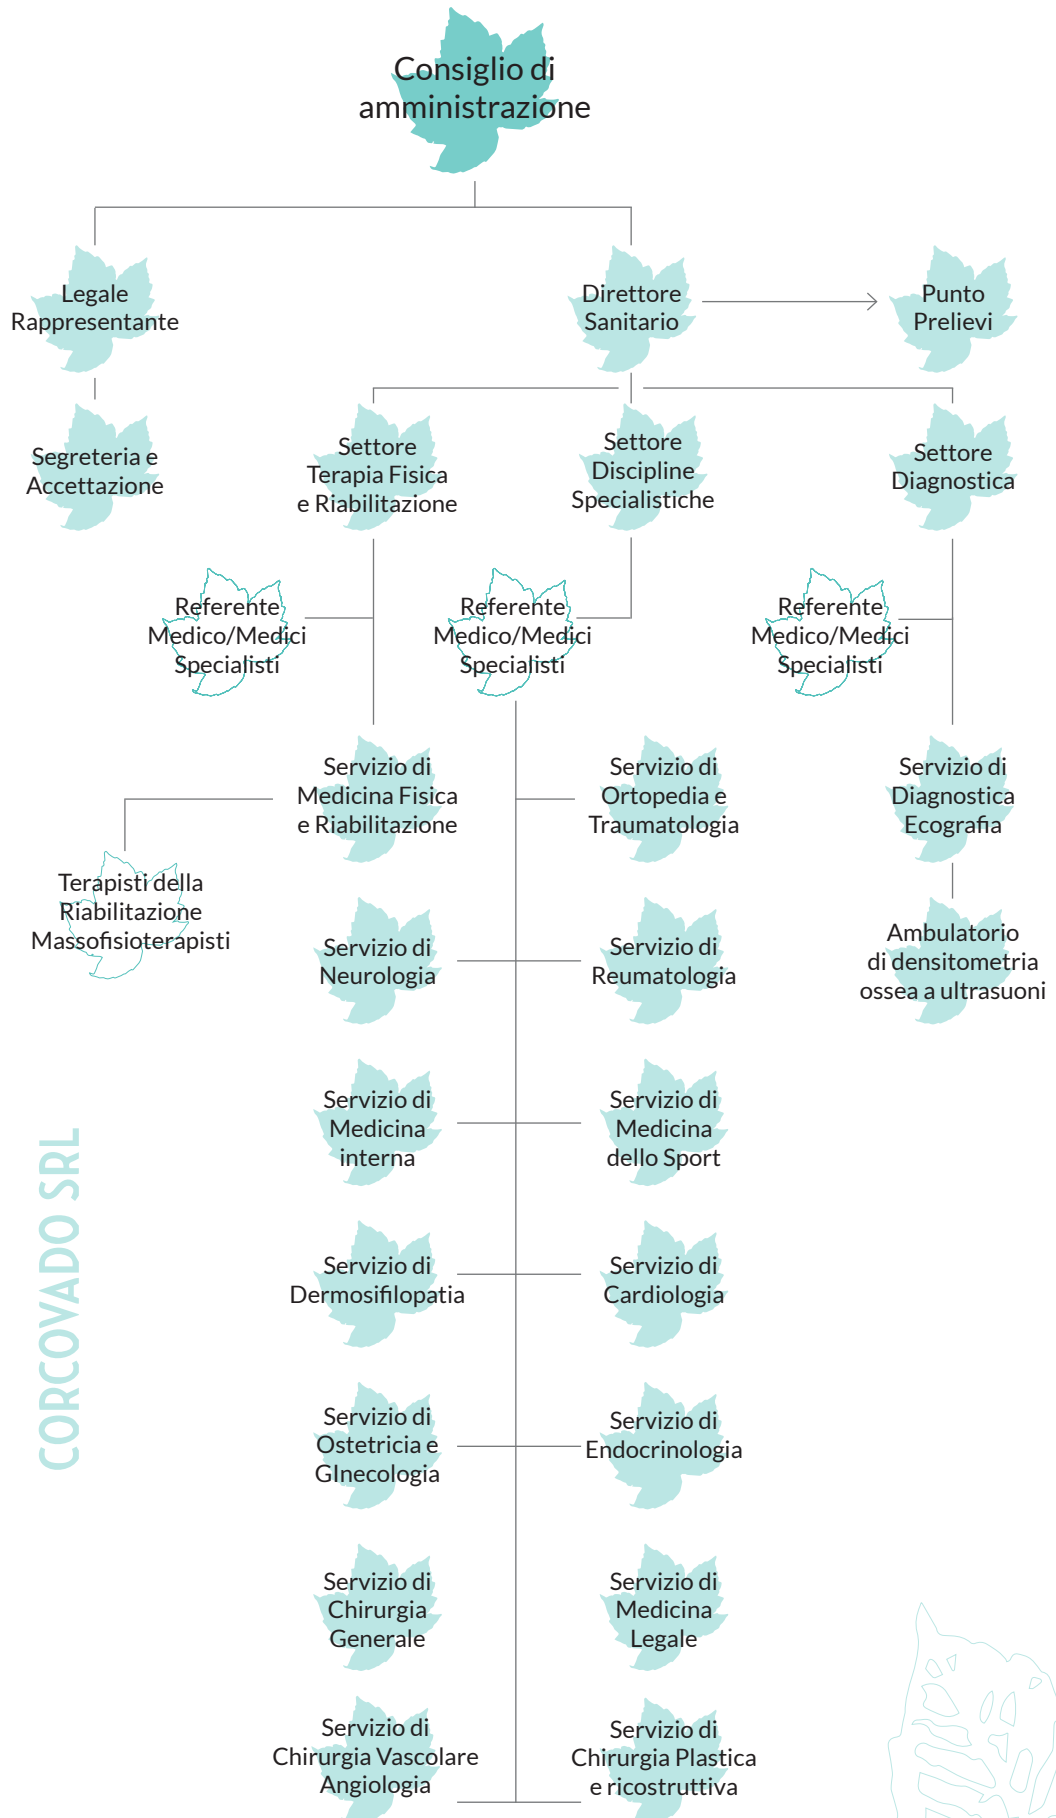 Consiglio di
amministrazione
Legale
Rappresentante
Direttore
Sanitario
Punto
Prelievi
Segreteria e
Accettazione
Settore
Terapia Fisica
e Riabilitazione
Settore
Discipline
Specialistiche
Settore
Diagnostica
Referente
Medico/Medici
Specialisti
Referente
Medico/Medici
Specialisti
Referente
Medico/Medici
Specialisti
Servizio di
Medicina Fisica
e Riabilitazione
Servizio di
Ortopedia e
Traumatologia
Servizio di
Diagnostica
Ecografia
Terapisti della
Riabilitazione
Massofisioterapisti
Servizio di
Neurologia
Servizio di
Reumatologia
Ambulatorio
di densitometria
ossea a ultrasuoni
Servizio di
Medicina
interna
Servizio di
Medicina
dello Sport
CORCOVADO SRL
Servizio di
Dermosifilopatia
Servizio di
Cardiologia
Servizio di
Ostetricia e
GInecologia
Servizio di
Endocrinologia
Servizio di
Chirurgia
Generale
Servizio di
Medicina
Legale
Servizio di
Chirurgia Vascolare
Angiologia
Servizio di
Chirurgia Plastica
e ricostruttiva